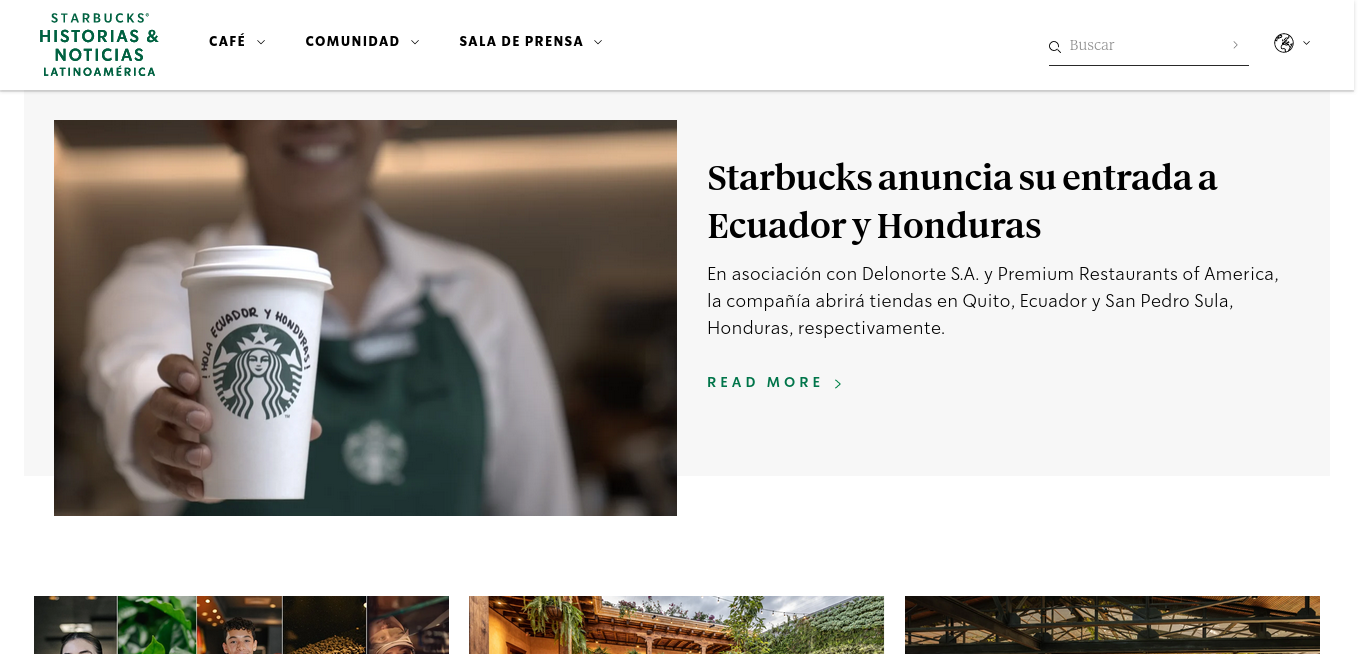 STARBUCKS®
HISTORIAS &
NOTICIAS
LATINOAMÉRICA
CAFÉ
COMUNIDAD
SALA DE PRENSA
Buscar
¡HOLA ECUADOR Y HONDURAS!
TM
Starbucks anuncia su entrada a
Ecuador y Honduras
En asociación con Delonorte S.A. y Premium Restaurants of America,
la compañía abrirá tiendas en Quito, Ecuador y San Pedro Sula,
Honduras, respectivamente.
READ MORE